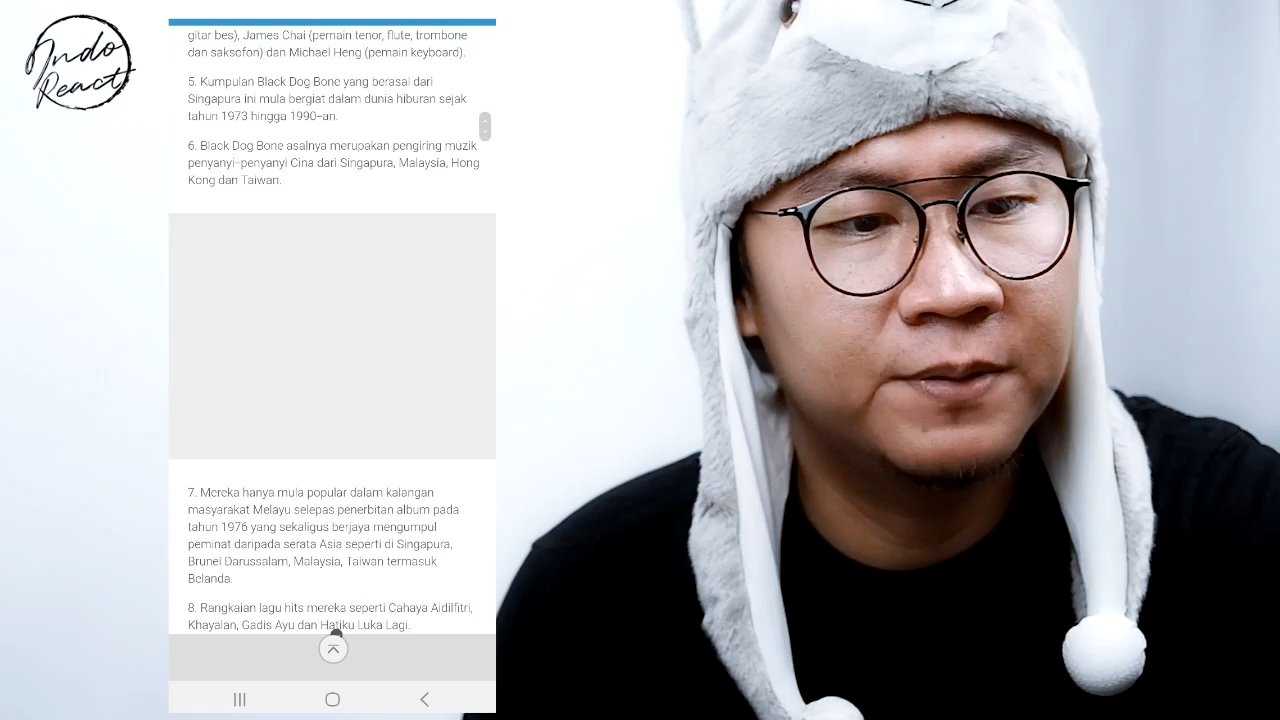 Indo
React
gitar bes), James Chai (pemain tenor, flute, trombone
dan saksofon) dan Michael Heng (pemain keyboard).
5. Kumpulan Black Dog Bone yang berasal dari
Singapura ini mula bergiat dalam dunia hiburan sejak
tahun 1973 hingga 1990-an.
6. Black Dog Bone asalnya merupakan pengiring muzik
penyanyi-penyanyi Cina dari Singapura, Malaysia, Hong
Kong dan Taiwan.
7. Mereka hanya mula popular dalam kalangan
masyarakat Melayu selepas penerbitan album pada
tahun 1976 yang sekaligus berjaya mengumpul
peminat daripada serata Asia seperti di Singapura,
Brunei Darussalam, Malaysia, Taiwan termasuk
Belanda.
8. Rangkaian lagu hits mereka seperti Cahaya Aidilfitri,
Khayalan, Gadis Ayu dan Hatiku Luka Lagi.